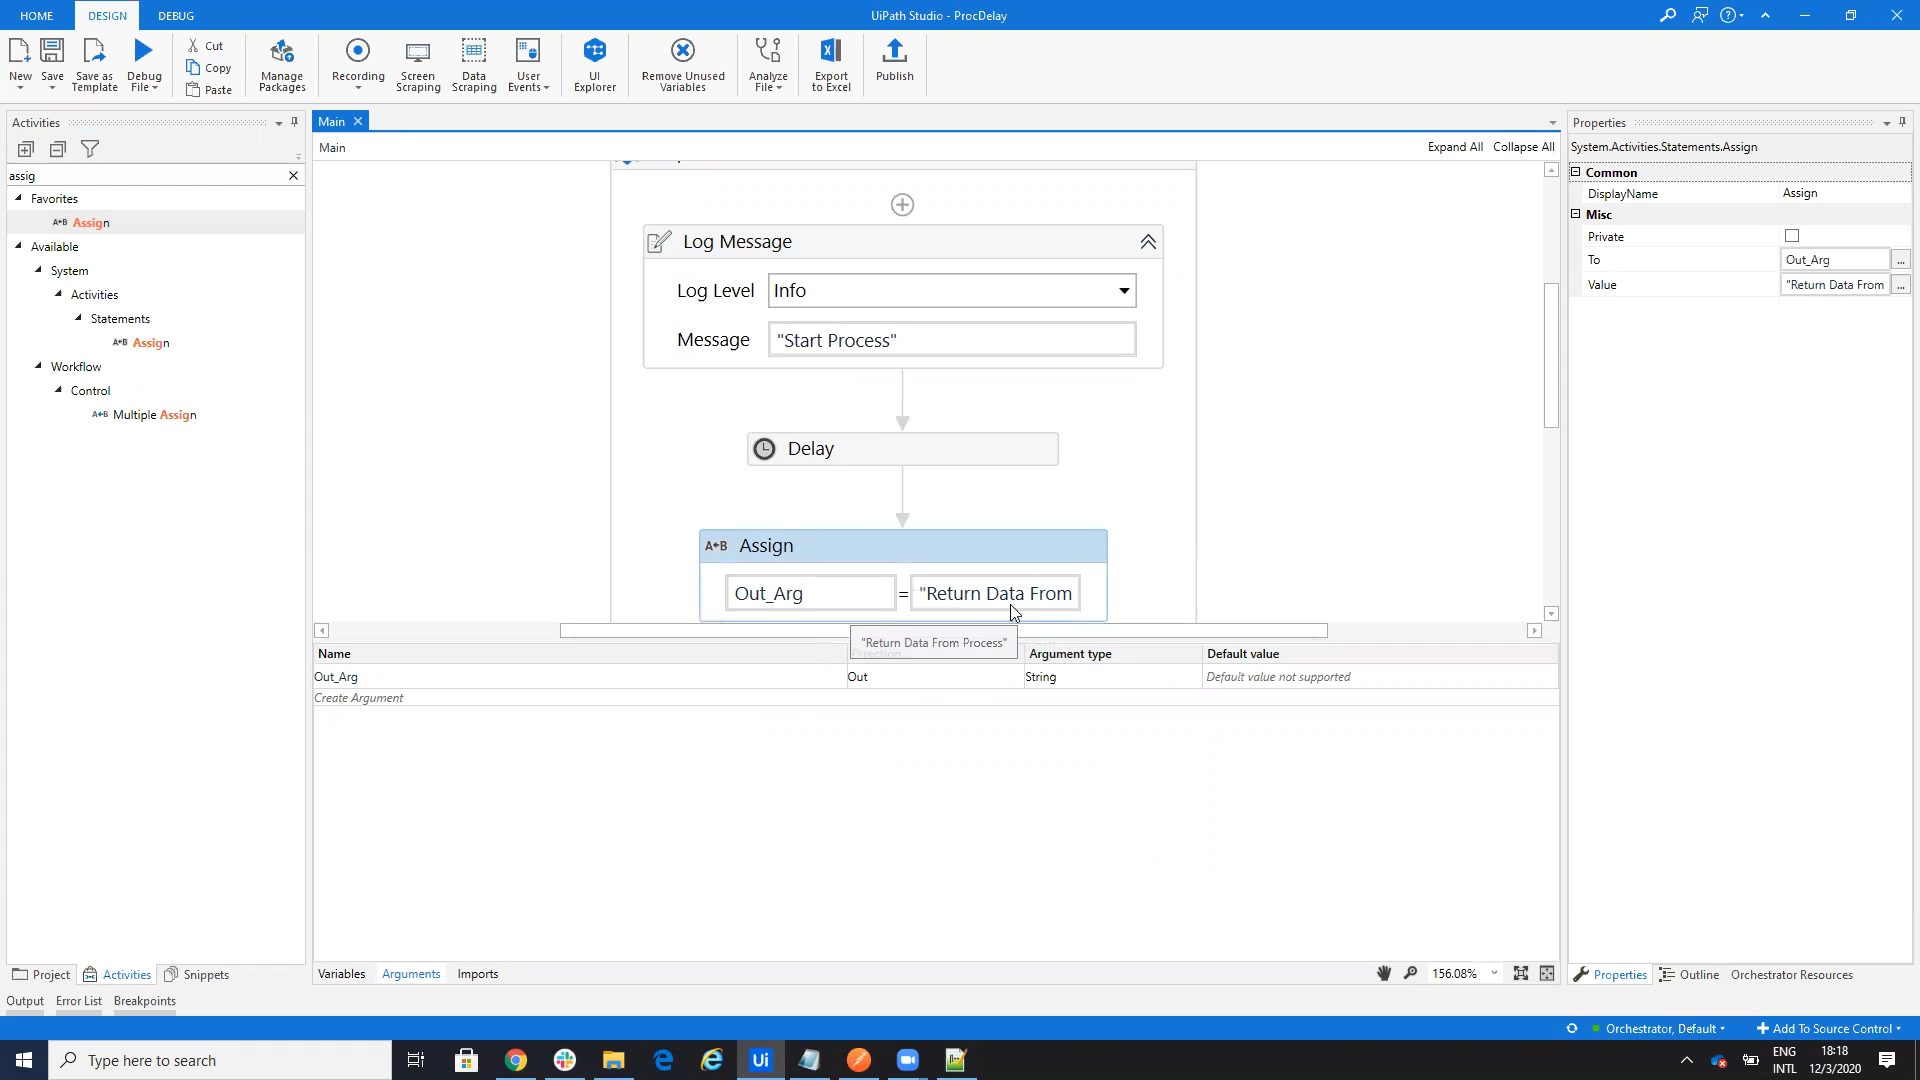 HOME DESIGN DEBUG
UiPath Studio - ProcDelay
New
Save
Save as Template
Debug File
Cut
Copy
Paste
Manage Packages
Recording
Screen Scraping
Data Scraping
User Events
UI Explorer
Remove Unused Variables
Analyze File
Export to Excel
Publish
Activities
assig
Favorites
A+B Assign
Available
System
Activities
Statements
A+B Assign
Workflow
Control
A+B Multiple Assign
Main
Main
Expand All Collapse All
Log Message
Log Level Info
Message "Start Process"
Delay
A+B Assign
Out_Arg = "Return Data From
"Return Data From Process"
Name Direction Argument type Default value
Out_Arg Out String Default value not supported
Create Argument
Variables Arguments Imports
156.08%
Properties
System.Activities.Statements.Assign
Common
DisplayName Assign
Misc
Private
To Out_Arg ...
Value "Return Data From ...
Project Activities Snippets
Properties Outline Orchestrator Resources
Output Error List Breakpoints
Orchestrator, Default
Add To Source Control
Type here to search
Ui
ENG
INTL
18:18
12/3/2020